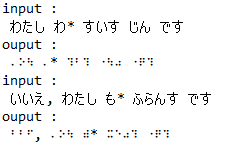 input :
わたし わ* すいす じん です
ouput :
⠄⠕⠳ ⠄* ⠹⠃⠹ ⠐⠳⠴ ⠐⠟⠹
input :
いいえ, わたし も* ふらんす です
ouput :
⠃⠃⠋, ⠄⠕⠳ ⠾* ⠭⠑⠴⠹ ⠐⠟⠹